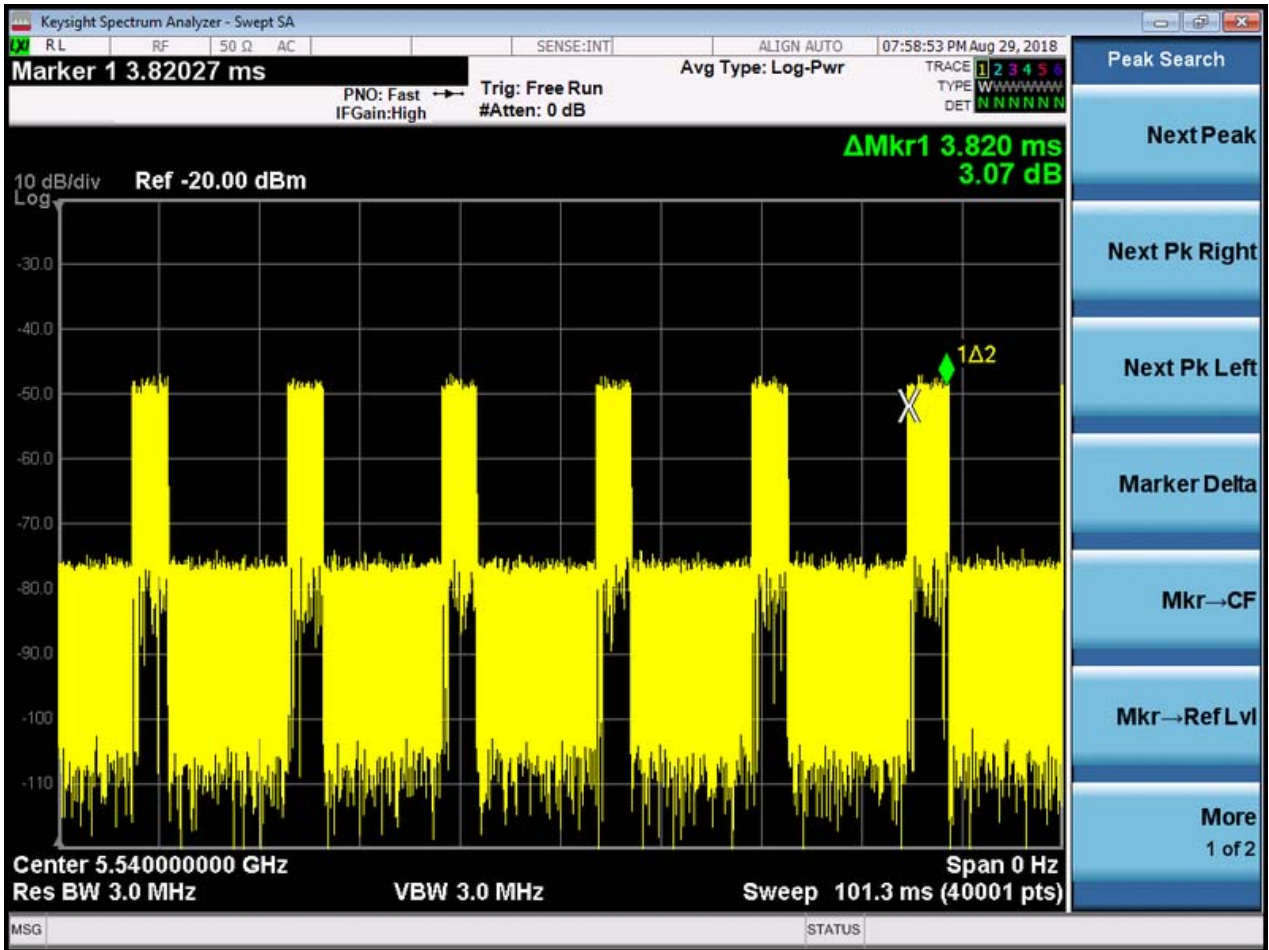 Keysight Spectrum Analyzer - Swept SA
LXI RL RF 50 Ω AC SENSE:INT ALIGN AUTO 07:58:53 PM Aug 29, 2018
Marker 1 3.82027 ms
PNO: Fast
IFGain:High
Trig: Free Run
#Atten: 0 dB
Avg Type: Log-Pwr
TRACE 1 2 3 4 5 6
TYPE WWWWWW
DET N N N N N N
ΔMkr1 3.820 ms
3.07 dB
10 dB/div Ref -20.00 dBm
Log
-30.0
-40.0
1Δ2
-50.0
X
-60.0
-70.0
-80.0
-90.0
-100
-110
Center 5.540000000 GHz Span 0 Hz
Res BW 3.0 MHz VBW 3.0 MHz Sweep 101.3 ms (40001 pts)
MSG STATUS
Peak Search
Next Peak
Next Pk Right
Next Pk Left
Marker Delta
Mkr→CF
Mkr→Ref Lvl
More
1 of 2